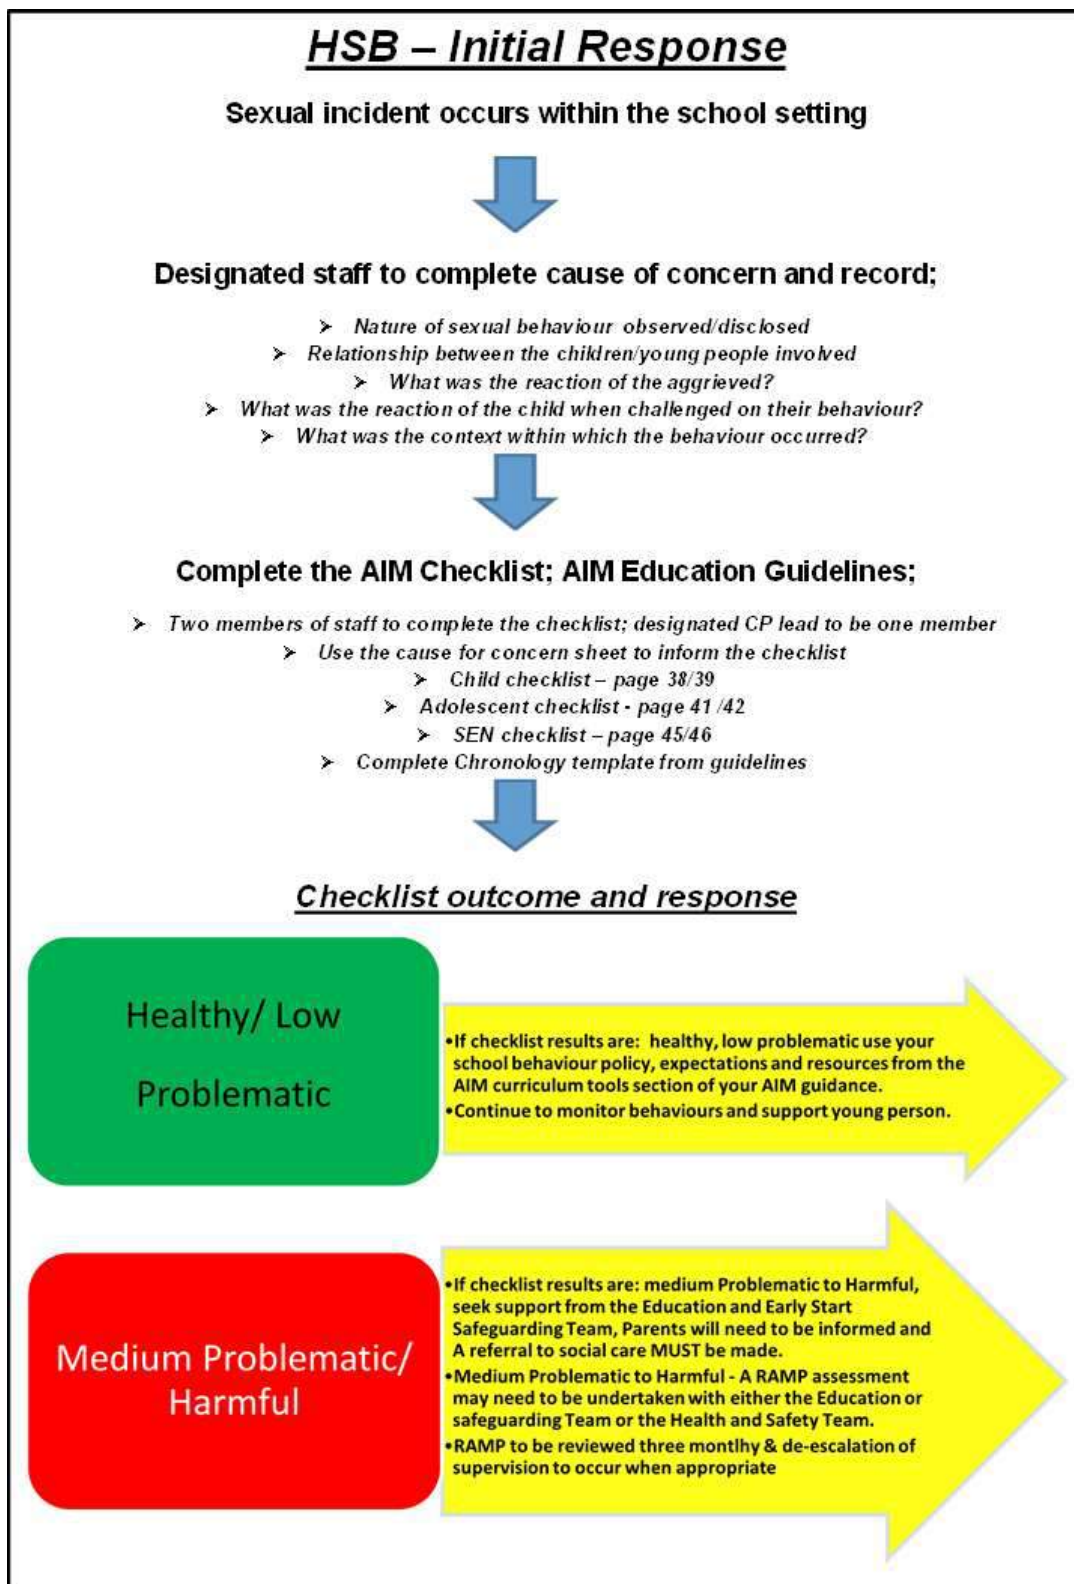 HSB – Initial Response
Sexual incident occurs within the school setting
Designated staff to complete cause of concern and record;
➢ Nature of sexual behaviour observed/disclosed
➢ Relationship between the children/young people involved
➢ What was the reaction of the aggrieved?
➢ What was the reaction of the child when challenged on their behaviour?
➢ What was the context within which the behaviour occurred?
Complete the AIM Checklist; AIM Education Guidelines;
➢ Two members of staff to complete the checklist; designated CP lead to be one member
➢ Use the cause for concern sheet to inform the checklist
➢ Child checklist – page 38/39
➢ Adolescent checklist - page 41 /42
➢ SEN checklist – page 45/46
➢ Complete Chronology template from guidelines
Checklist outcome and response
Healthy/ Low
Problematic
•If checklist results are: healthy, low problematic use your
school behaviour policy, expectations and resources from the
AIM curriculum tools section of your AIM guidance.
•Continue to monitor behaviours and support young person.
Medium Problematic/
Harmful
•If checklist results are: medium Problematic to Harmful,
seek support from the Education and Early Start
Safeguarding Team, Parents will need to be informed and
A referral to social care MUST be made.
•Medium Problematic to Harmful - A RAMP assessment
may need to be undertaken with either the Education or
safeguarding Team or the Health and Safety Team.
•RAMP to be reviewed three montlhy & de-escalation of
supervision to occur when appropriate